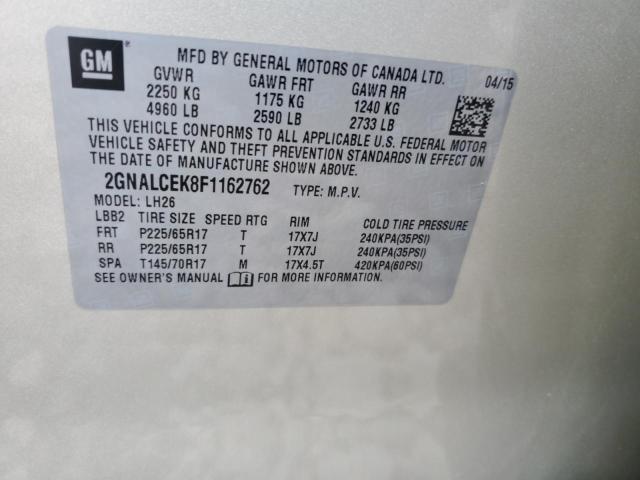 GM
MFD BY GENERAL MOTORS OF CANADA LTD.
04/15
GVWR GAWR FRT GAWR RR
2250 KG 1175 KG 1240 KG
4960 LB 2590 LB 2733 LB
THIS VEHICLE CONFORMS TO ALL APPLICABLE U.S. FEDERAL MOTOR
VEHICLE SAFETY AND THEFT PREVENTION STANDARDS IN EFFECT ON
THE DATE OF MANUFACTURE SHOWN ABOVE.
2GNALCEK8F1162762 TYPE: M.P.V.
MODEL: LH26
LBB2 TIRE SIZE SPEED RTG RIM COLD TIRE PRESSURE
FRT P225/65R17 T 17X7J 240KPA(35PSI)
RR P225/65R17 T 17X7J 240KPA(35PSI)
SPA T145/70R17 M 17X4.5T 420KPA(60PSI)
SEE OWNER'S MANUAL FOR MORE INFORMATION.